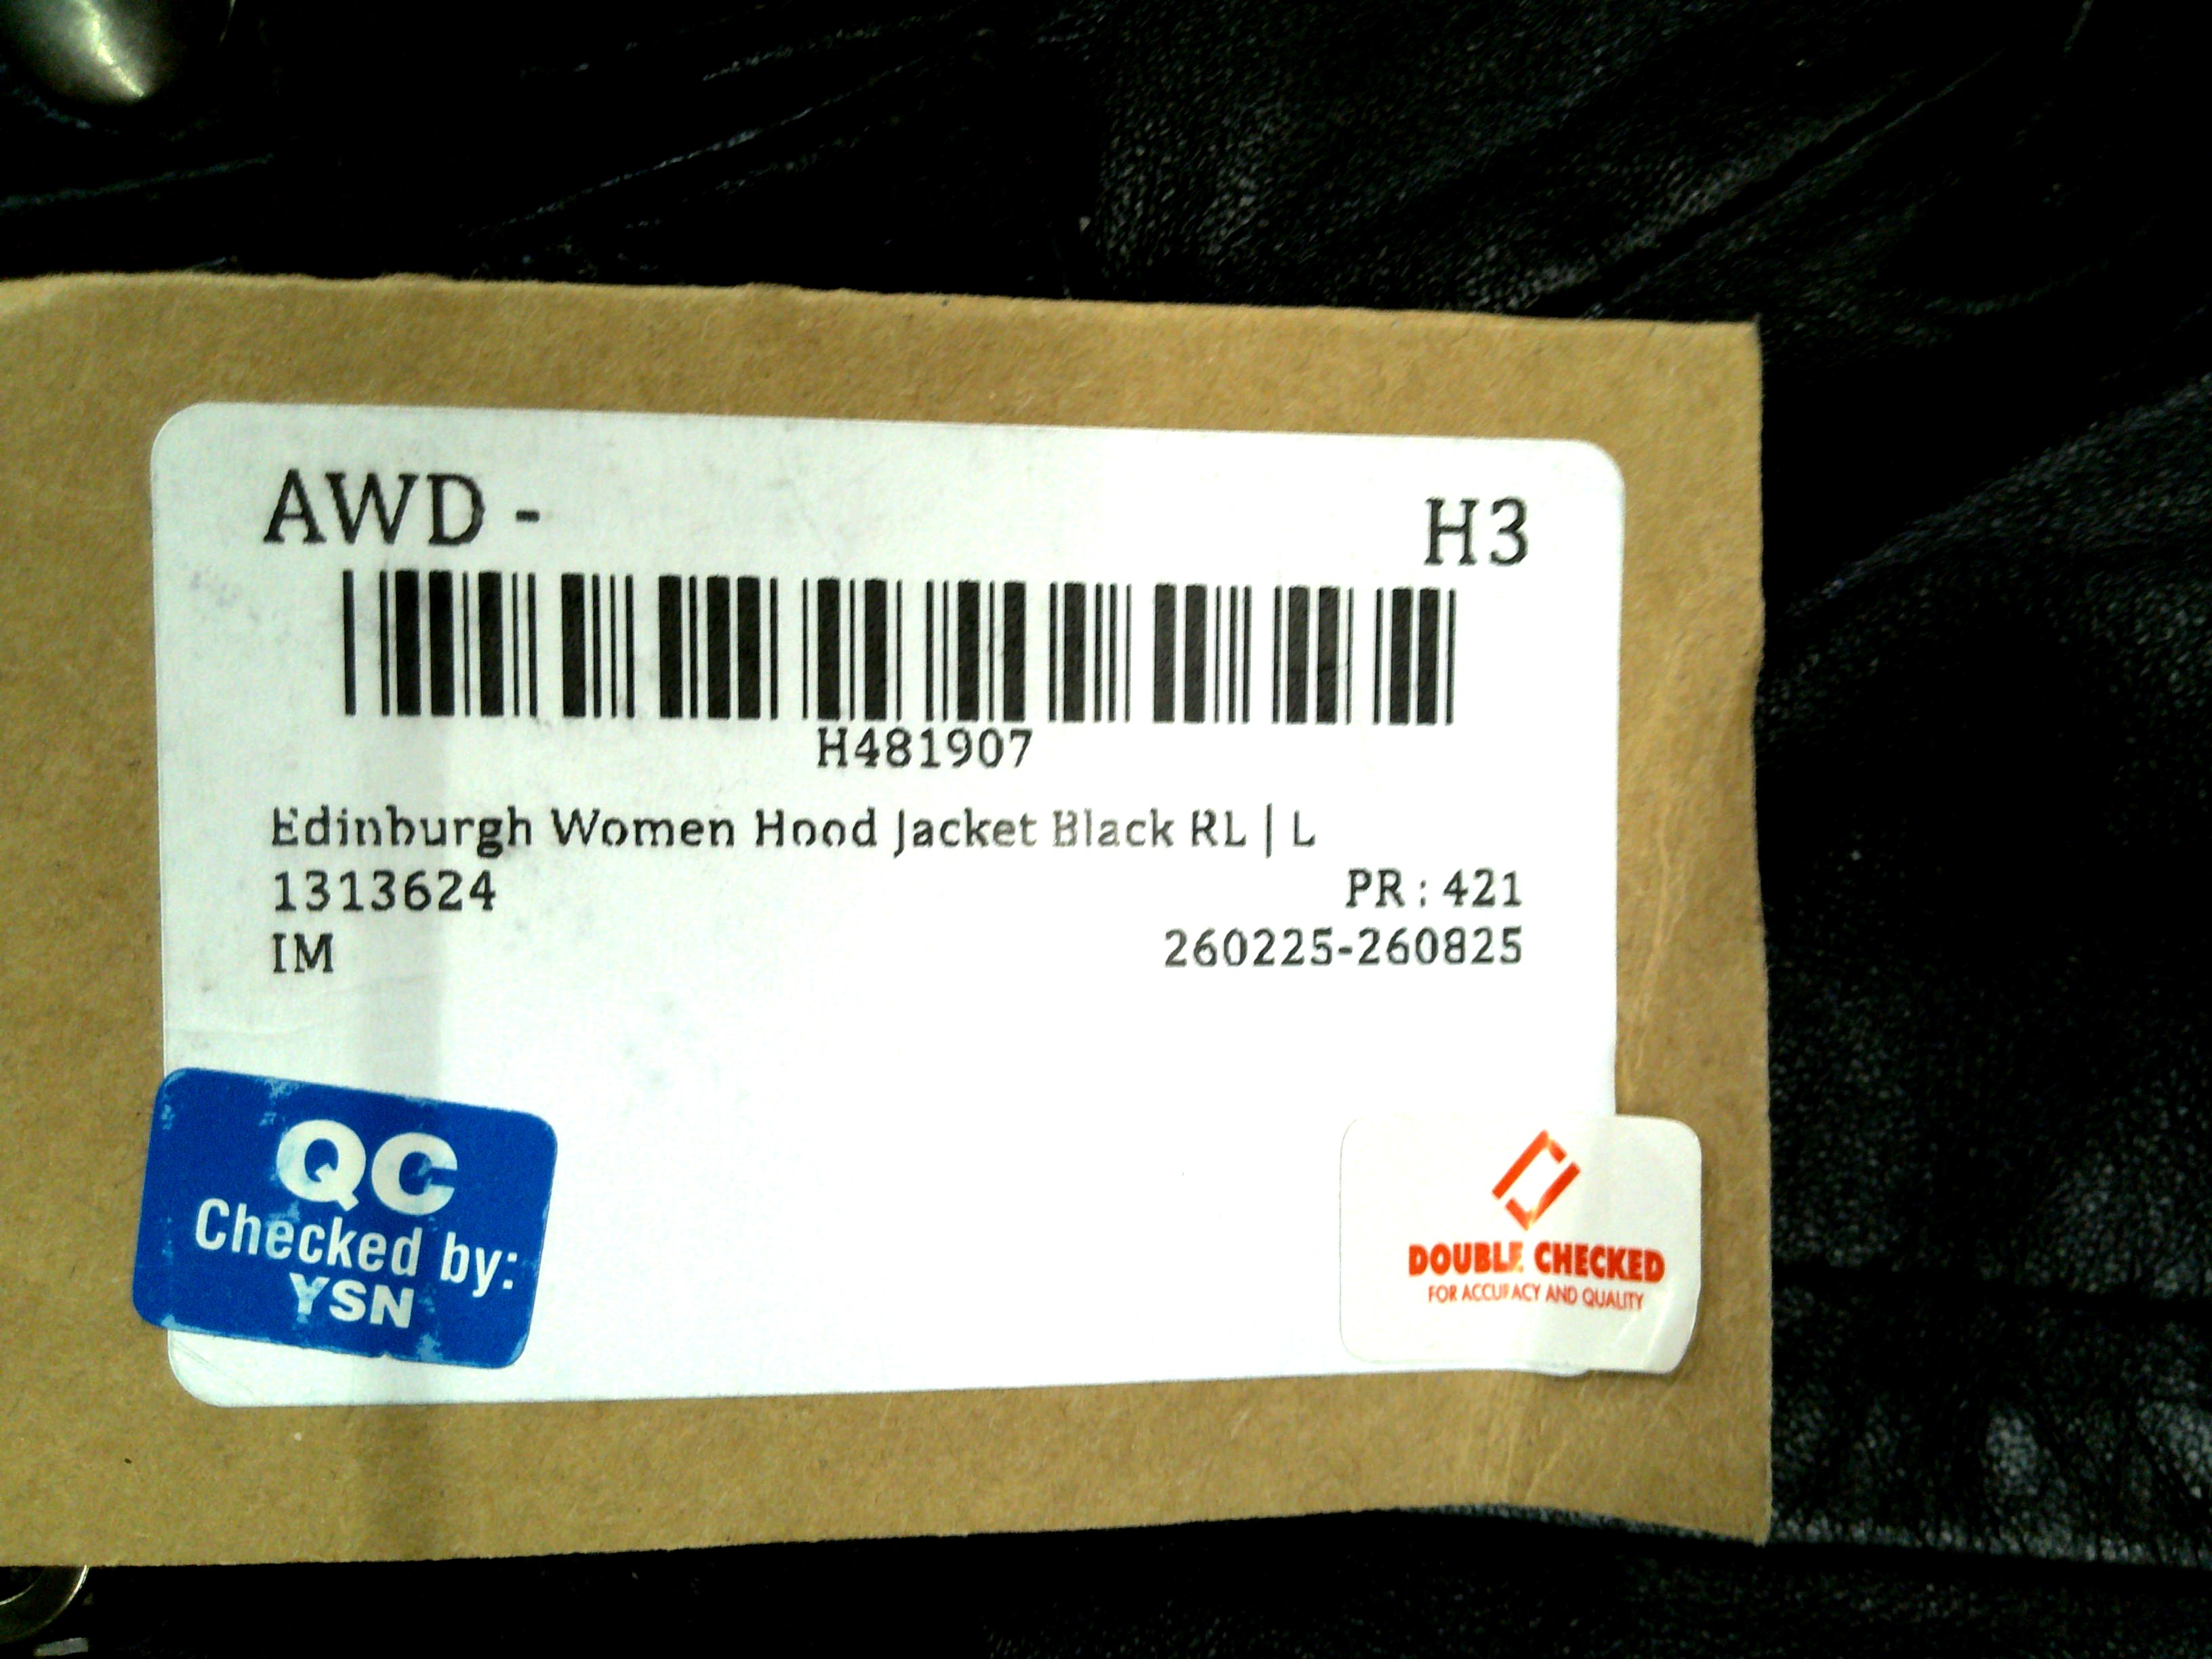 AWD - H3
H481907
Edinburgh Women Hood Jacket Black RL | L
1313624 PR : 421
IM 260225-260825
QC
Checked by:
YSN
DOUBLE CHECKED
FOR ACCURACY AND QUALITY